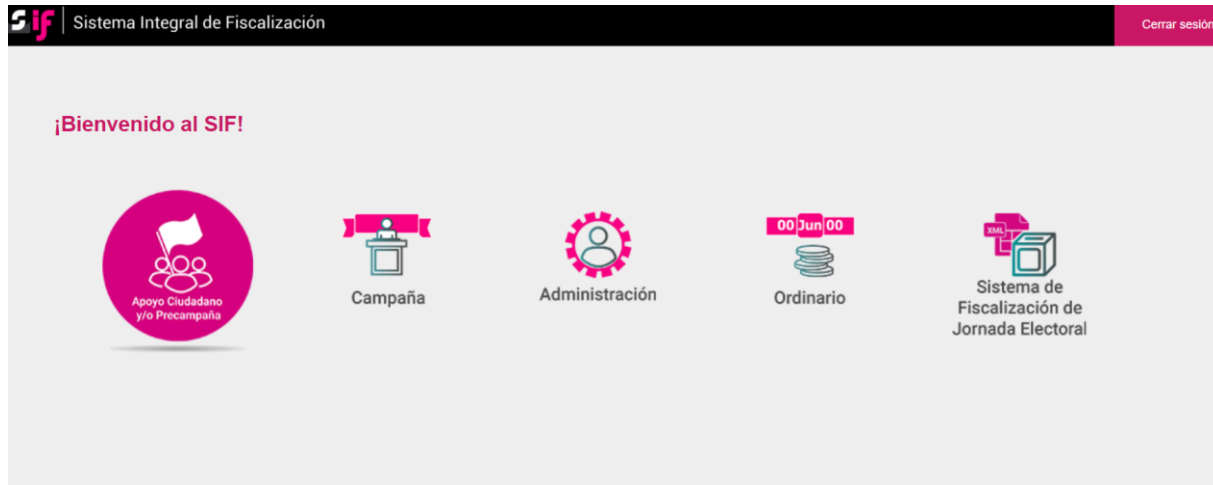 Sif Sistema Integral de Fiscalización
Cerrar sesión
¡Bienvenido al SIF!
Apoyo Ciudadano
y/o Precampaña
Campaña
Administración
00 Jun 00
Ordinario
XML
Sistema de
Fiscalización de
Jornada Electoral